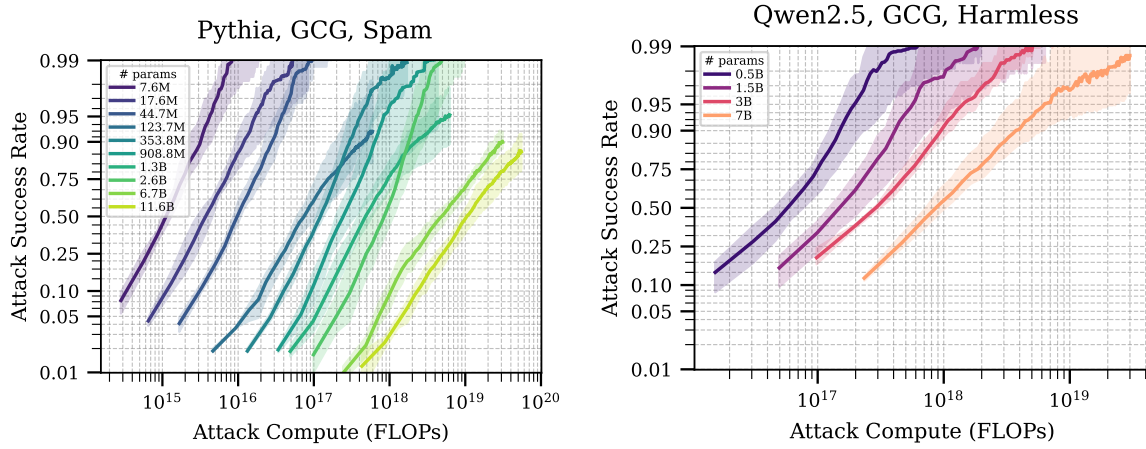 Pythia, GCG, Spam
Attack Success Rate
0.99
0.95
0.90
0.75
0.50
0.25
0.10
0.05
0.01
# params
7.6M
17.6M
44.7M
123.7M
353.8M
908.8M
1.3B
2.6B
6.7B
11.6B
10^15
10^16
10^17
10^18
10^19
10^20
Attack Compute (FLOPs)
Qwen2.5, GCG, Harmless
Attack Success Rate
0.99
0.95
0.90
0.75
0.50
0.25
0.10
0.05
0.01
# params
0.5B
1.5B
3B
7B
10^17
10^18
10^19
Attack Compute (FLOPs)